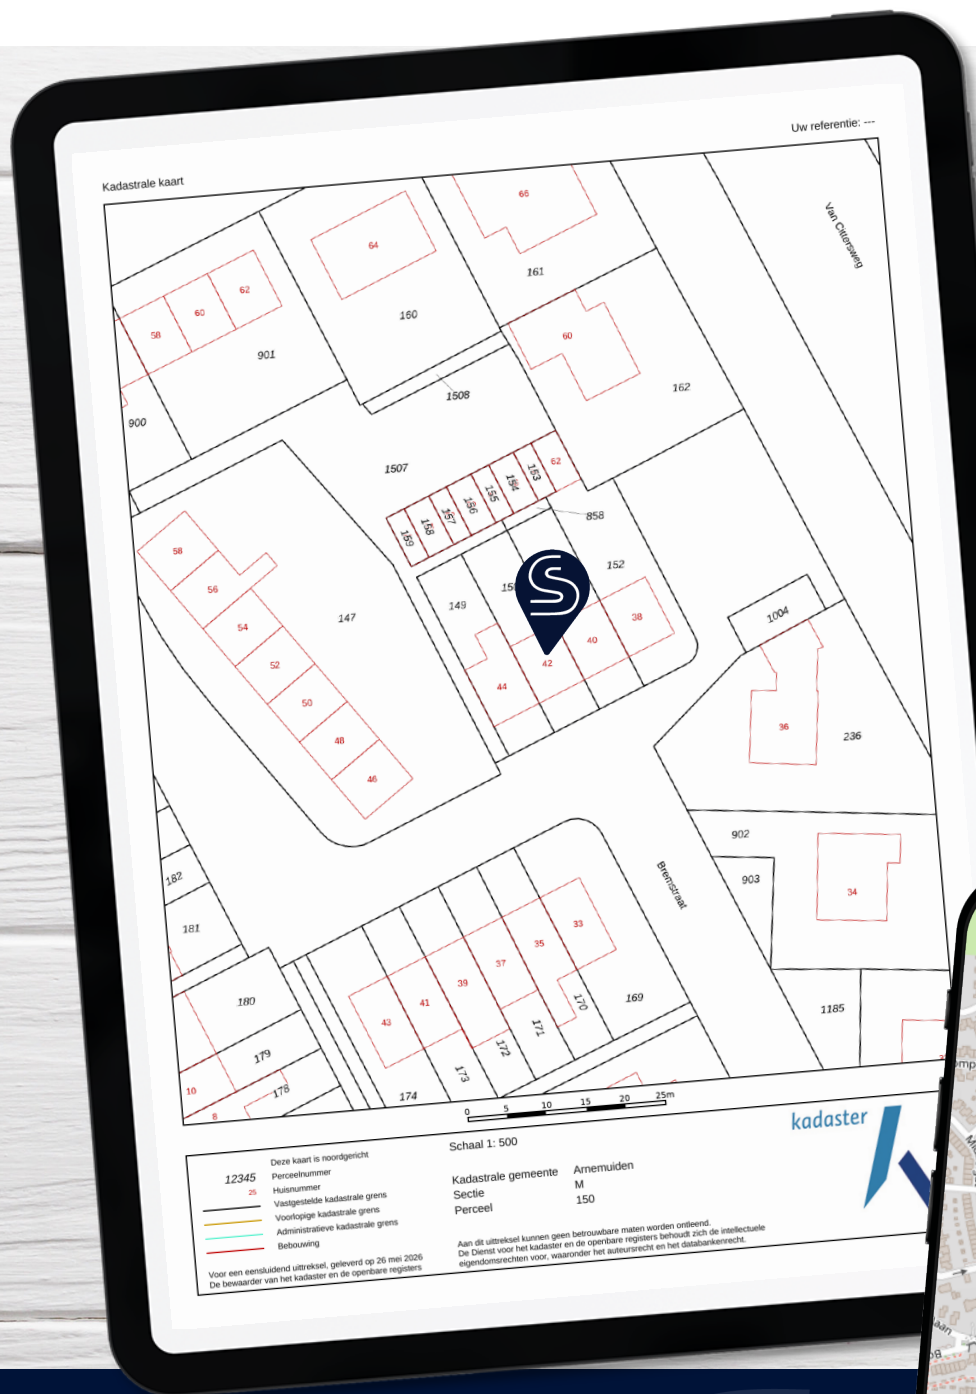 Kadastrale kaart
Uw referentie: ---
Van Cittersweg
66
64
161
62
60
58
160
60
901
162
1508
900
1507
62
153
154
155
156
157
158
159
858
58
152
56
149
147
1004
54
38
40
42
52
44
50
36
236
48
46
902
903
34
Bremstraat
182
181
33
35
37
39
41
43
180
169
170
171
172
173
174
1185
179
178
10
8
0 5 10 15 20 25m
Schaal 1: 500
kadaster
Deze kaart is noordgericht
12345 Perceelnummer
25 Huisnummer
Vastgestelde kadastrale grens
Voorlopige kadastrale grens
Administratieve kadastrale grens
Bebouwing
Kadastrale gemeente Arnemuiden
Sectie M
Perceel 150
Voor een eensluidend uittreksel, geleverd op 26 mei 2026
De bewaarder van het kadaster en de openbare registers
Aan dit uittreksel kunnen geen betrouwbare maten worden ontleend.
De Dienst voor het kadaster en de openbare registers behoudt zich de intellectuele
eigendomsrechten voor, waaronder het auteursrecht en het databankenrecht.